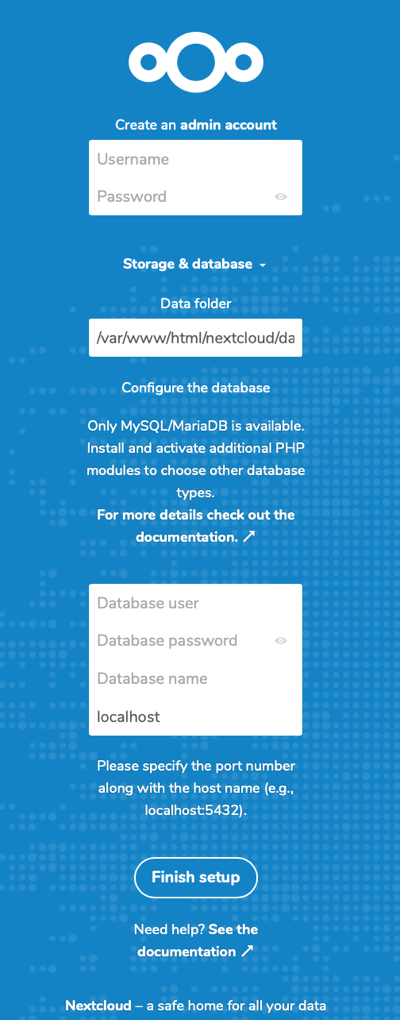 Create an admin account
Username
Password
Storage & database
Data folder
/var/www/html/nextcloud/da
Configure the database
Only MySQL/MariaDB is available.
Install and activate additional PHP
modules to choose other database
types.
For more details check out the
documentation. ↗
Database user
Database password
Database name
localhost
Please specify the port number
along with the host name (e.g.,
localhost:5432).
Finish setup
Need help? See the
documentation ↗
Nextcloud – a safe home for all your data